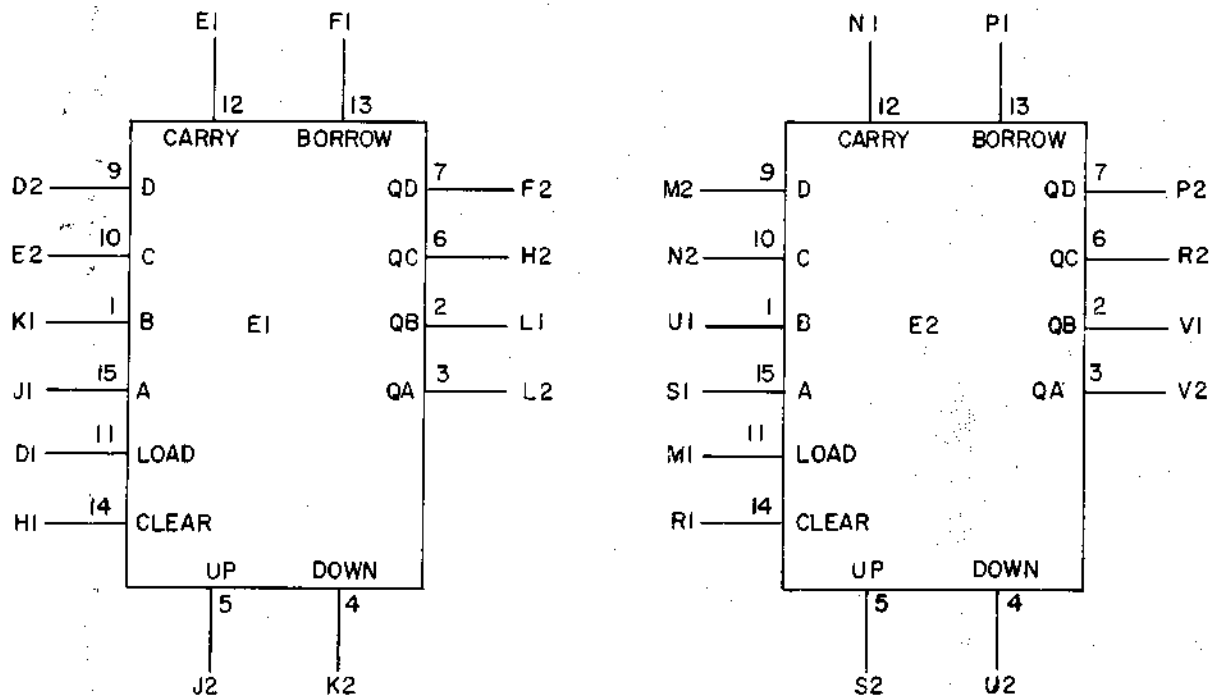 E1 F1 N1 P1
12 13 12 13
CARRY BORROW CARRY BORROW
D2 9 D QD 7 F2 M2 9 D QD 7 P2
E2 10 C QC 6 H2 N2 10 C QC 6 R2
K1 1 B E1 QB 2 L1 U1 1 B E2 QB 2 V1
J1 15 A QA 3 L2 S1 15 A QA 3 V2
D1 11 LOAD M1 11 LOAD
H1 14 CLEAR R1 14 CLEAR
UP DOWN UP DOWN
5 4 5 4
J2 K2 S2 U2